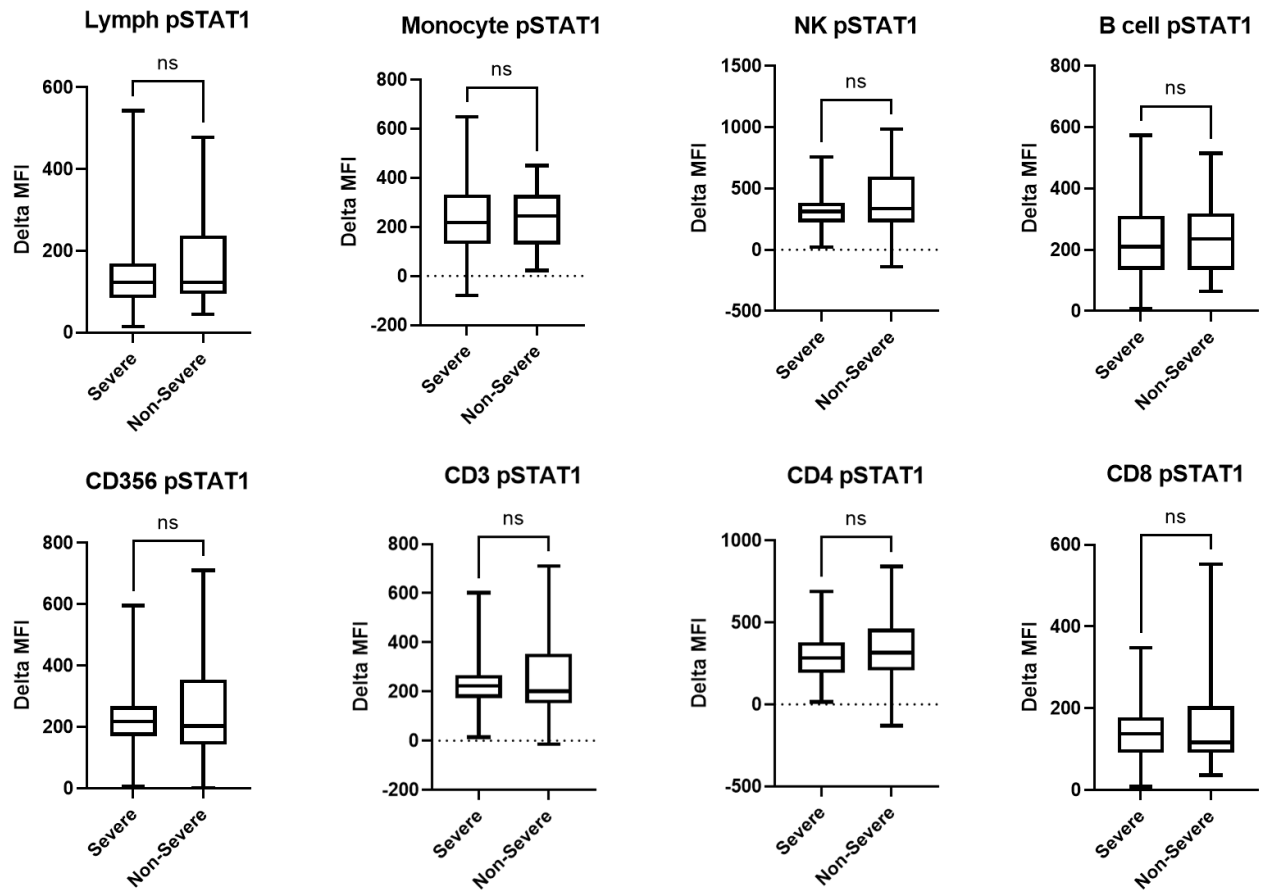 Lymph pSTAT1
ns
600
400
200
0
Delta MFI
Severe
Non-Severe
Monocyte pSTAT1
ns
800
600
400
200
0
-200
Delta MFI
Severe
Non-Severe
NK pSTAT1
ns
1500
1000
500
0
-500
Delta MFI
Severe
Non-Severe
B cell pSTAT1
ns
800
600
400
200
0
Delta MFI
Severe
Non-Severe
CD356 pSTAT1
ns
800
600
400
200
0
Delta MFI
Severe
Non-Severe
CD3 pSTAT1
ns
800
600
400
200
0
-200
Delta MFI
Severe
Non-Severe
CD4 pSTAT1
ns
1000
500
0
-500
Delta MFI
Severe
Non-Severe
CD8 pSTAT1
ns
600
400
200
0
Delta MFI
Severe
Non-Severe